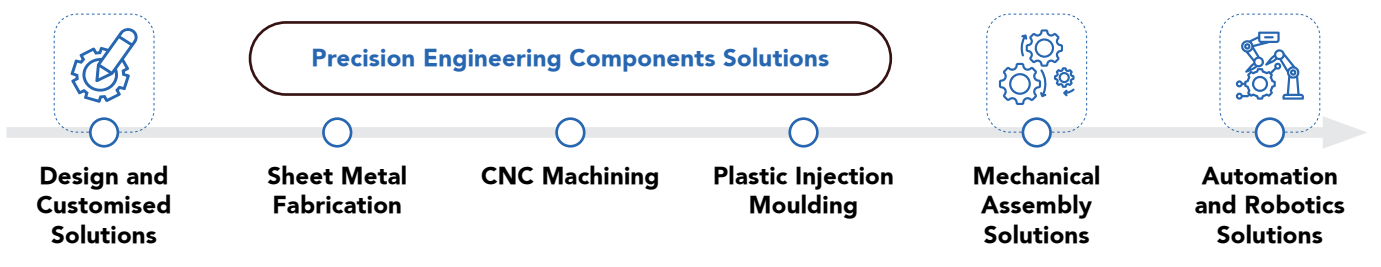 Precision Engineering Components Solutions
Design and
Customised
Solutions
Sheet Metal
Fabrication
CNC Machining
Plastic Injection
Moulding
Mechanical
Assembly
Solutions
Automation
and Robotics
Solutions